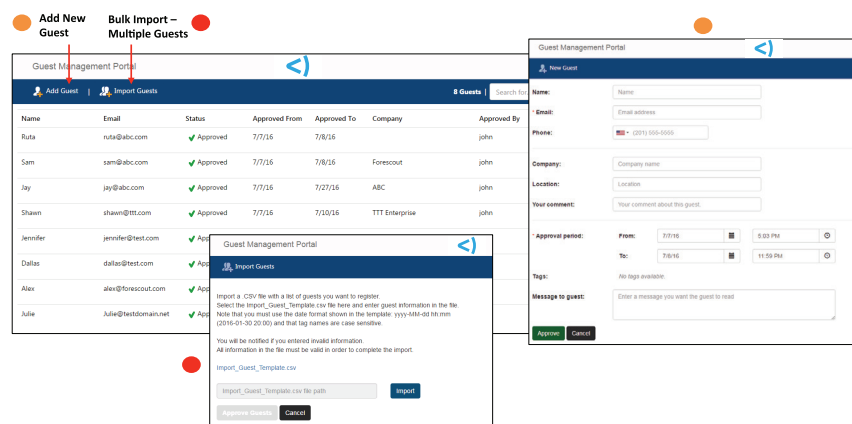 Add New
Guest
Bulk Import –
Multiple Guests
Guest Management Portal
Add Guest | Import Guests
8 Guests | Search for
Name Email Status Approved From Approved To Company Approved By
Ruta ruta@abc.com Approved 7/7/16 7/8/16 john
Sam sam@abc.com Approved 7/7/16 7/8/16 Forescout john
Jay jay@abc.com Approved 7/7/16 7/27/16 ABC john
Shawn shawn@ttt.com Approved 7/7/16 7/10/16 TTT Enterprise john
Jennifer jennifer@test.com App
Dallas dallas@test.com App
Alex alex@forescout.com App
Julie Julie@testdomain.net App
Guest Management Portal
Import Guests
Import a .CSV file with a list of guests you want to register.
Select the Import_Guest_Template.csv file here and enter guest information in the file.
Note that you must use the date format shown in the template: yyyy-MM-dd hh:mm
(2016-01-30 20:00) and that tag names are case sensitive.
You will be notified if you entered invalid information.
All information in the file must be valid in order to complete the import.
Import_Guest_Template.csv
Import_Guest_Template.csv file path Import
Approve Guests Cancel
Guest Management Portal
New Guest
Name: Name
* Email: Email address
Phone: (201) 555-5555
Company: Company name
Location: Location
Your comment: Your comment about this guest.
* Approval period: From: 7/7/16 5:03 PM
To: 7/8/16 11:59 PM
Tags: No tags available.
Message to guest: Enter a message you want the guest to read
Approve Cancel